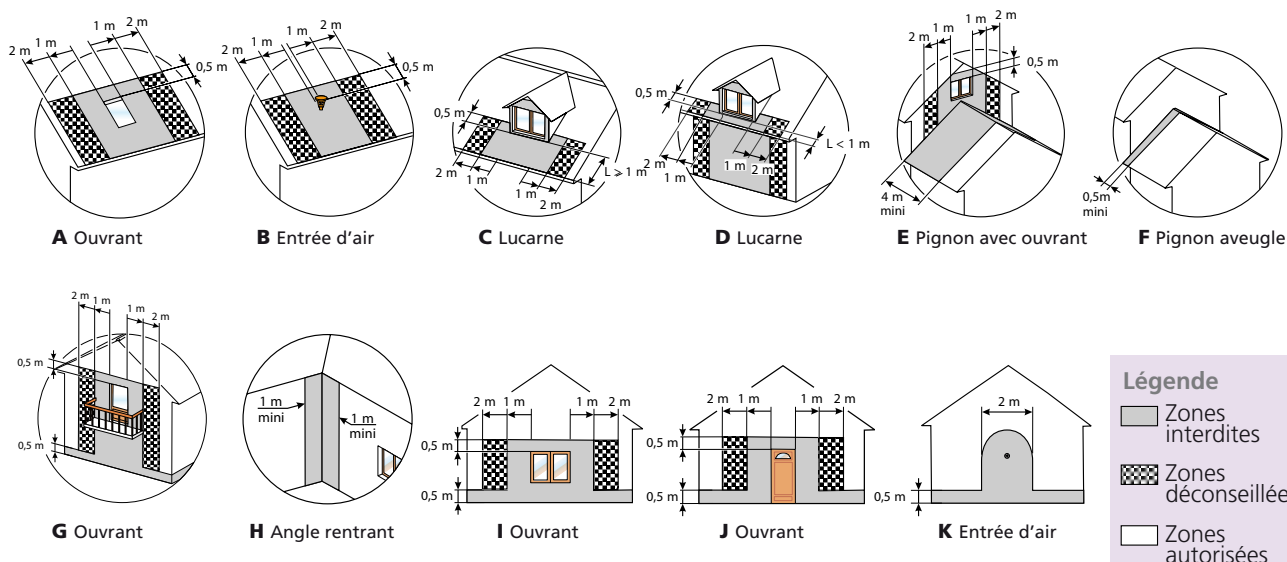 2 m 1 m 1 m 2 m 0,5 m
A Ouvrant
2 m 1 m 1 m 2 m 0,5 m
B Entrée d'air
0,5 m 2 m 1 m 1 m 2 m L ⩾ 1 m
C Lucarne
0,5 m 2 m 1 m 1 m 2 m L < 1 m
D Lucarne
2 m 1 m 1 m 2 m 0,5 m
4 m
mini
E Pignon avec ouvrant
0,5m
mini
F Pignon aveugle
2 m 1 m 1 m 2 m
0,5 m
0,5 m
G Ouvrant
1 m
mini
1 m
mini
H Angle rentrant
2 m 1 m 1 m 2 m
0,5 m
0,5 m
I Ouvrant
2 m 1 m 1 m 2 m
0,5 m
0,5 m
J Ouvrant
2 m
0,5 m
K Entrée d'air
Légende
Zones
interdites
Zones
déconseillée
Zones
autorisées